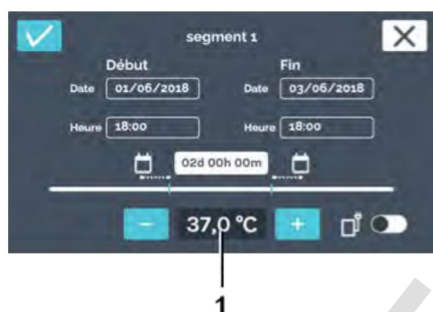 segment 1
Début Fin
Date 01/06/2018 Date 03/06/2018
Heure 18:00 Heure 18:00
02d 00h 00m
− 37,0 °C +
1